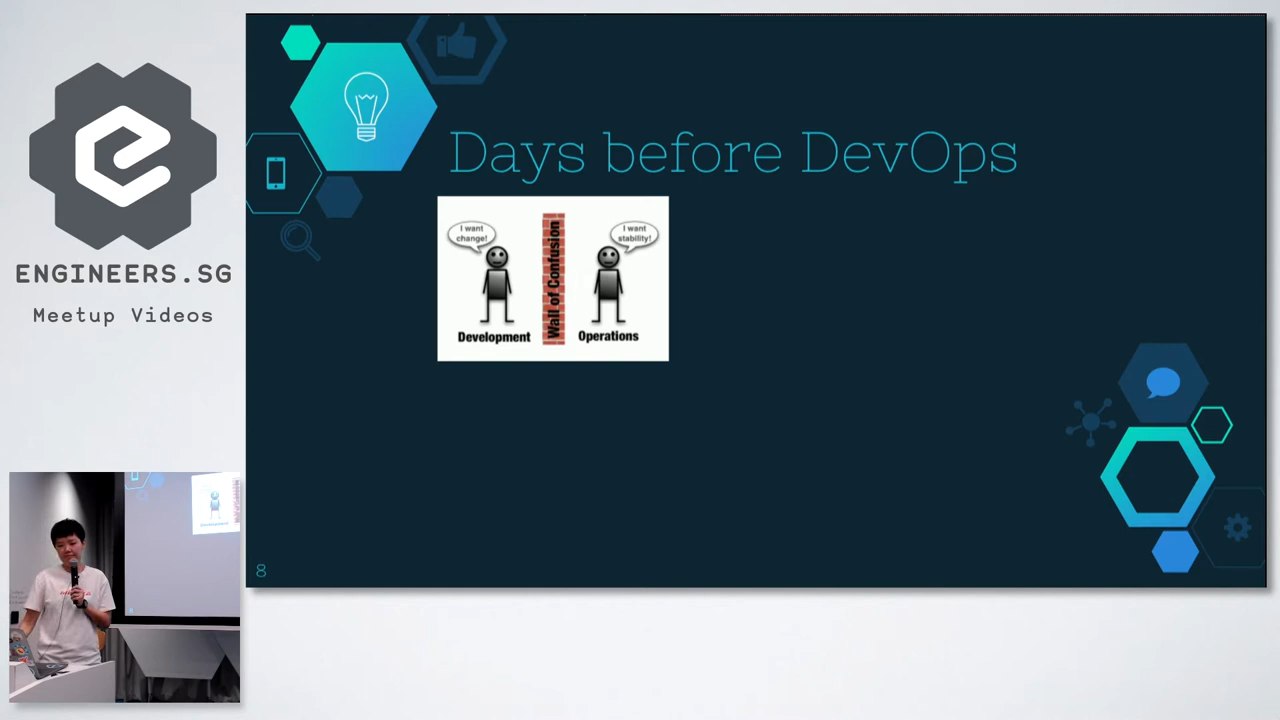 ENGINEERS.SG
Meetup Videos
Days before DevOps
I want
change!
I want
stability!
Wall of Confusion
Development
Operations
8